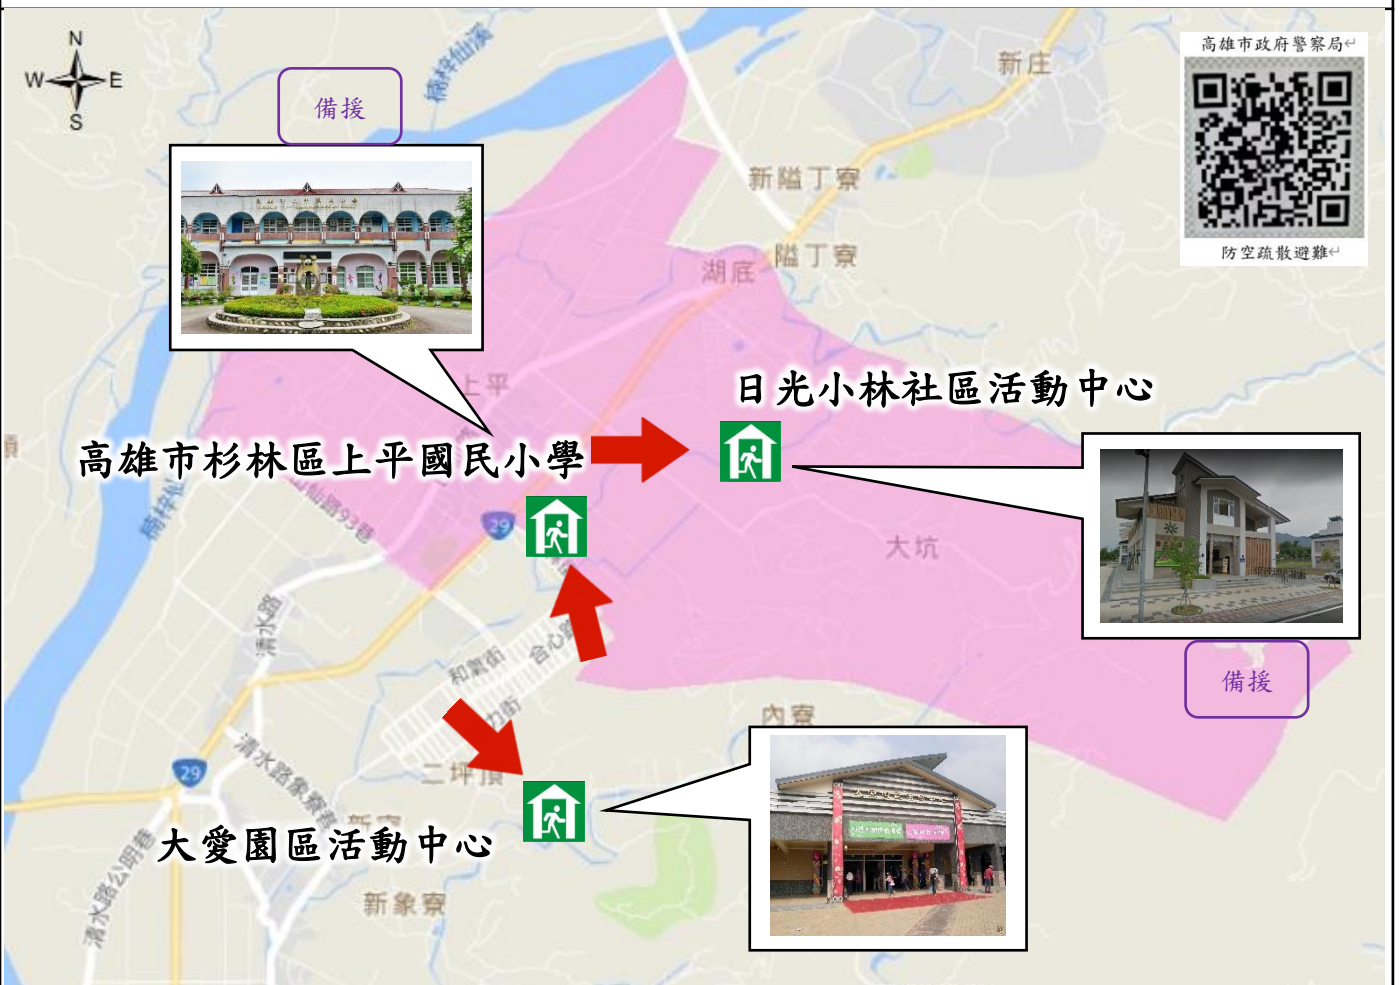 N
W
E
S
備援
高雄市政府警察局
防空疏散避難
楠梓仙溪
新庄
新隘丁寮
隘丁寮
湖底
上平
日光小林社區活動中心
高雄市杉林區上平國民小學
29
大坑
楠梓仙
清水路
和氣街
合心路
力街
備援
內寮
29
二坪頂
清水路象寮巷
大愛園區活動中心
清水路公明巷
新象寮